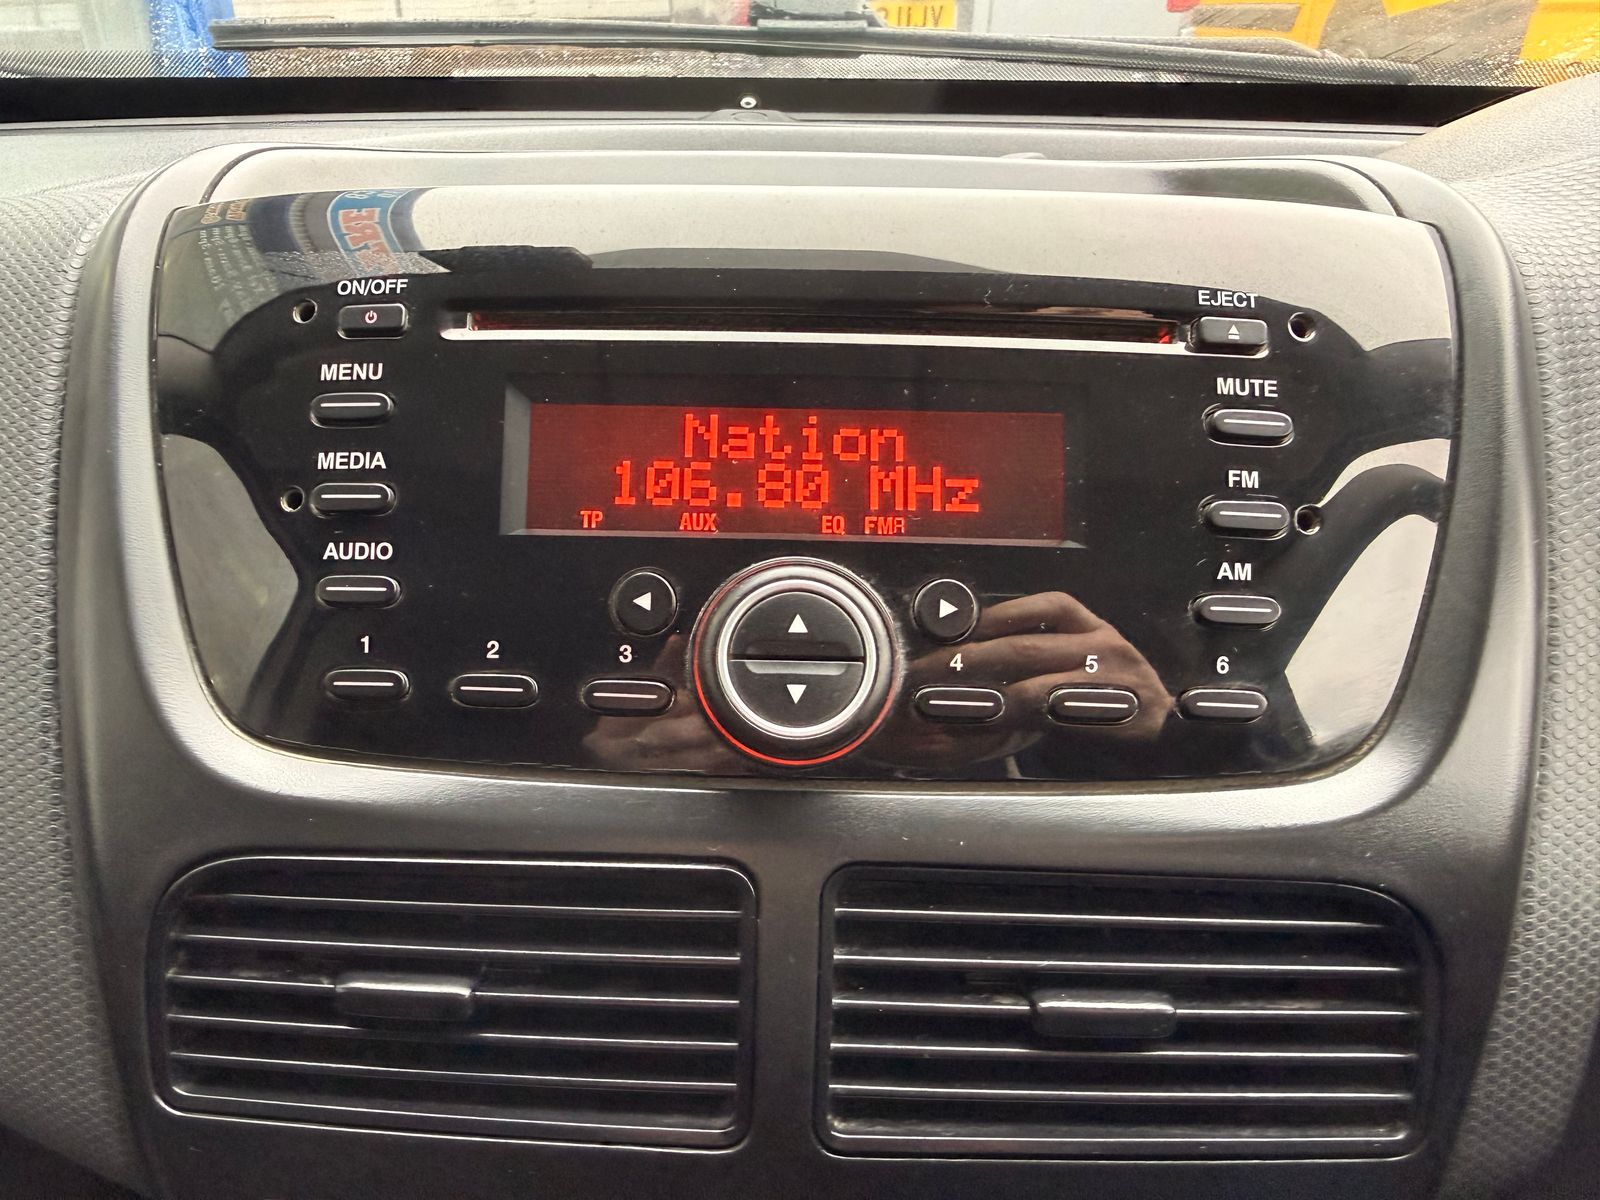 ON/OFF
EJECT
MENU
MUTE
MEDIA
FM
AUDIO
AM
Nation
106.80 MHz
TP AUX EQ FMA
1 2 3 4 5 6